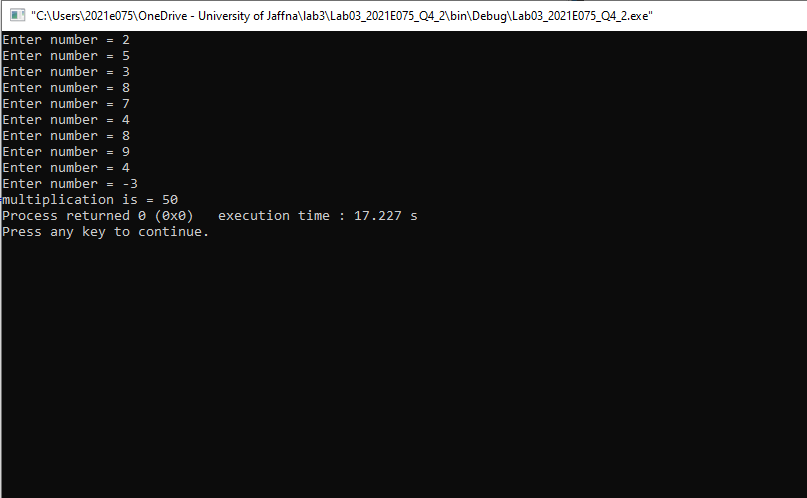 "C:\Users\2021e075\OneDrive - University of Jaffna\lab3\Lab03_2021E075_Q4_2\bin\Debug\Lab03_2021E075_Q4_2.exe"
Enter number = 2
Enter number = 5
Enter number = 3
Enter number = 8
Enter number = 7
Enter number = 4
Enter number = 8
Enter number = 9
Enter number = 4
Enter number = -3
multiplication is = 50
Process returned 0 (0x0)   execution time : 17.227 s
Press any key to continue.